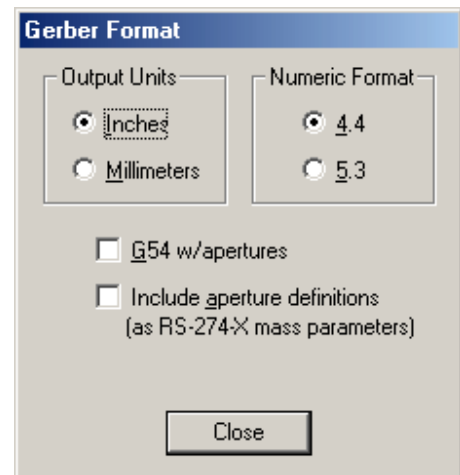 Gerber Format
Output Units
Inches
Millimeters
Numeric Format
4.4
5.3
G54 w/apertures
Include aperture definitions
(as RS-274-X mass parameters)
Close